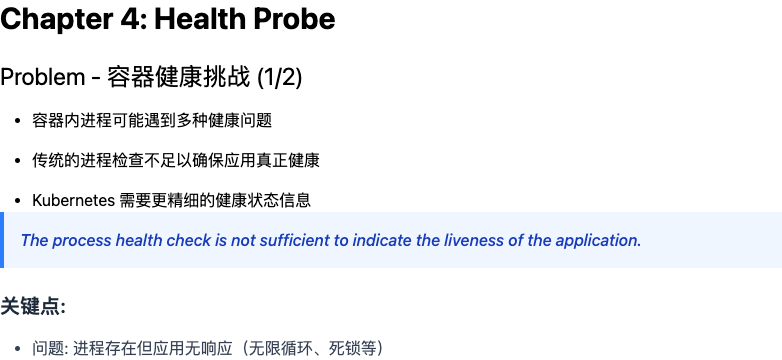 Chapter 4: Health Probe
Problem - 容器健康挑战 (1/2)
• 容器内进程可能遇到多种健康问题
• 传统的进程检查不足以确保应用真正健康
• Kubernetes 需要更精细的健康状态信息
The process health check is not sufficient to indicate the liveness of the application.
关键点:
• 问题: 进程存在但应用无响应（无限循环、死锁等）